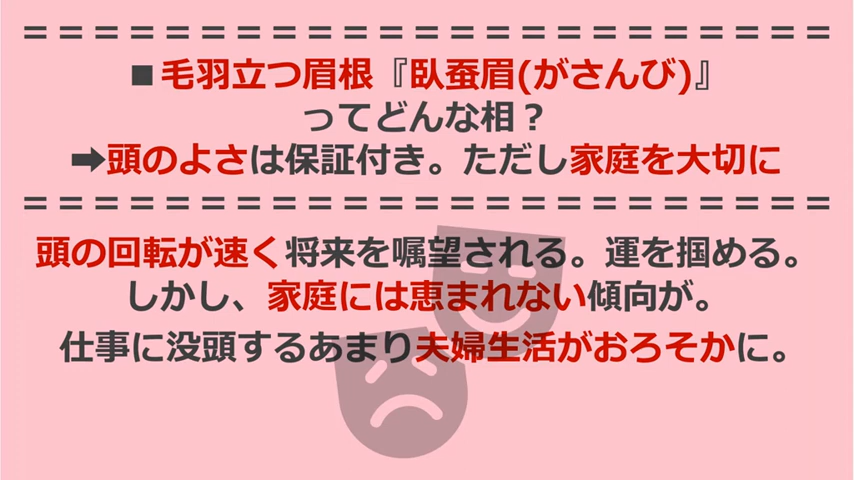 ＝＝＝＝＝＝＝＝＝＝＝＝＝＝＝＝＝＝＝＝＝＝＝
■毛羽立つ眉根『臥蚕眉(がさんび)』
ってどんな相？
➡頭のよさは保証付き。ただし家庭を大切に
＝＝＝＝＝＝＝＝＝＝＝＝＝＝＝＝＝＝＝＝＝＝＝
頭の回転が速く将来を嘱望される。運を掴める。
しかし、家庭には恵まれない傾向が。
仕事に没頭するあまり夫婦生活がおろそかに。